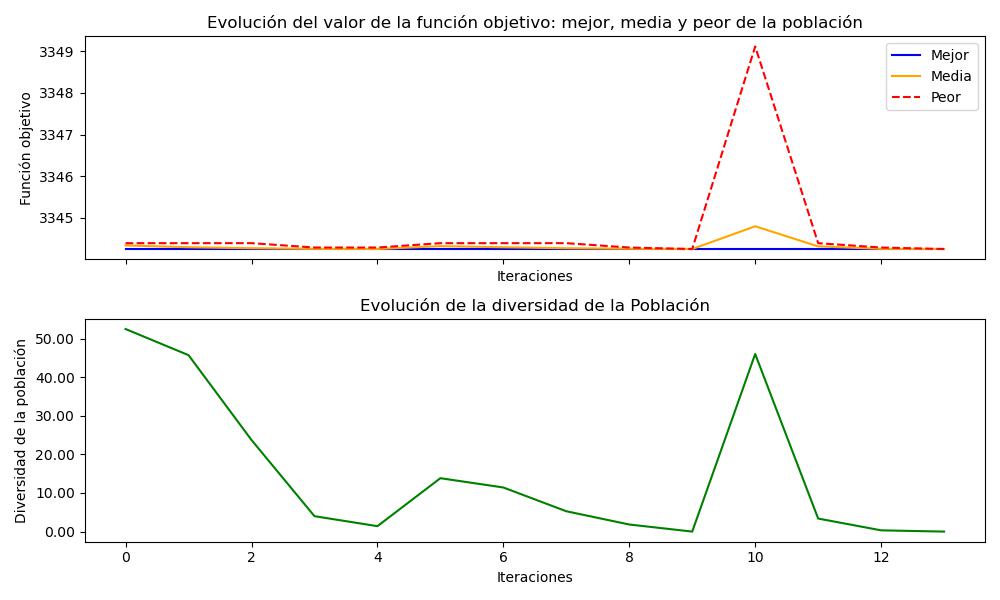 Evolución del valor de la función objetivo: mejor, media y peor de la población
Función objetivo
3349
3348
3347
3346
3345
Mejor
Media
Peor
Iteraciones
Evolución de la diversidad de la Población
Diversidad de la población
50.00
40.00
30.00
20.00
10.00
0.00
0 2 4 6 8 10 12
Iteraciones